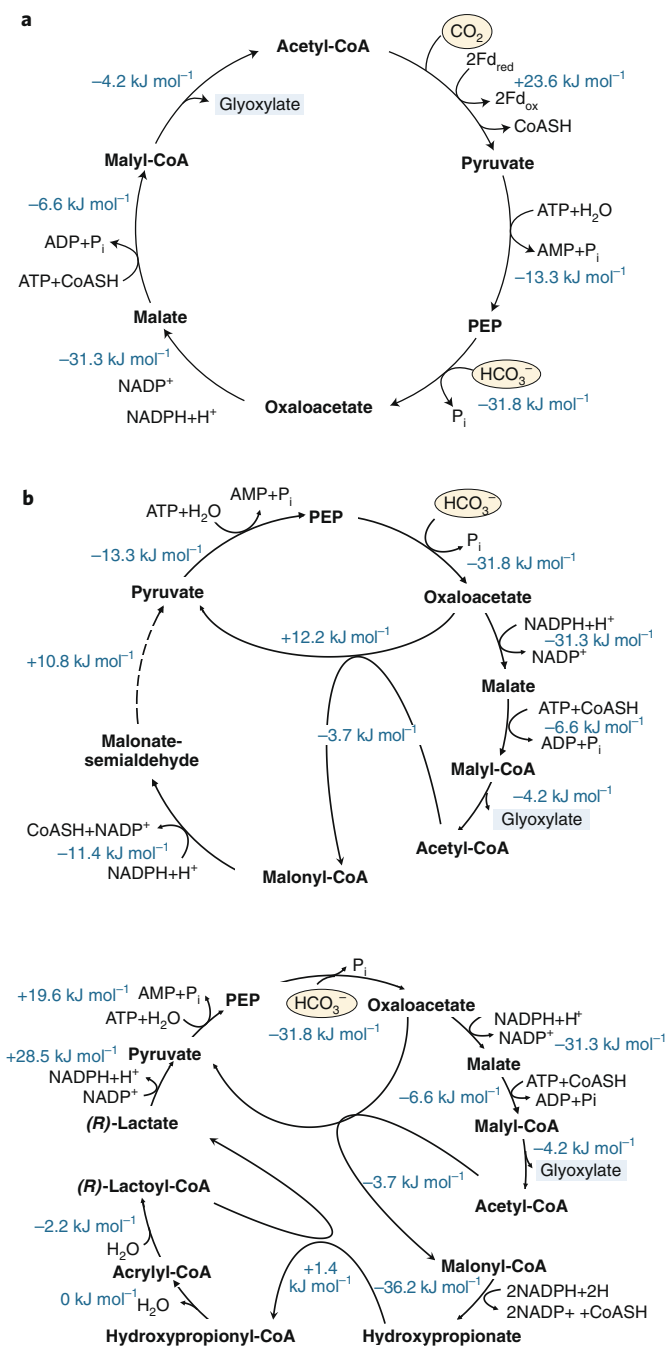 a
Acetyl-CoA
CO2
2Fdred
+23.6 kJ mol−1
2Fdox
CoASH
Pyruvate
ATP+H2O
AMP+Pi
−13.3 kJ mol−1
PEP
HCO3−
−31.8 kJ mol−1
Pi
Oxaloacetate
NADPH+H+
NADP+
−31.3 kJ mol−1
Malate
ATP+CoASH
ADP+Pi
−6.6 kJ mol−1
Malyl-CoA
Glyoxylate
−4.2 kJ mol−1
b
ATP+H2O
AMP+Pi
PEP
HCO3−
Pi
−13.3 kJ mol−1
−31.8 kJ mol−1
Pyruvate
Oxaloacetate
+12.2 kJ mol−1
NADPH+H+
−31.3 kJ mol−1
NADP+
+10.8 kJ mol−1
Malate
ATP+CoASH
−6.6 kJ mol−1
ADP+Pi
−3.7 kJ mol−1
Malonate-
semialdehyde
Malyl-CoA
−4.2 kJ mol−1
Glyoxylate
CoASH+NADP+
−11.4 kJ mol−1
NADPH+H+
Acetyl-CoA
Malonyl-CoA
Pi
+19.6 kJ mol−1
AMP+Pi
PEP
HCO3−
Oxaloacetate
ATP+H2O
−31.8 kJ mol−1
NADPH+H+
NADP+
−31.3 kJ mol−1
+28.5 kJ mol−1
Pyruvate
Malate
NADPH+H+
NADP+
−6.6 kJ mol−1
ATP+CoASH
ADP+Pi
(R)-Lactate
Malyl-CoA
−4.2 kJ mol−1
Glyoxylate
(R)-Lactoyl-CoA
−3.7 kJ mol−1
Acetyl-CoA
−2.2 kJ mol−1
H2O
Acrylyl-CoA
Malonyl-CoA
+1.4
kJ mol−1
−36.2 kJ mol−1
2NADPH+2H
2NADP+ +CoASH
0 kJ mol−1
H2O
Hydroxypropionyl-CoA
Hydroxypropionate